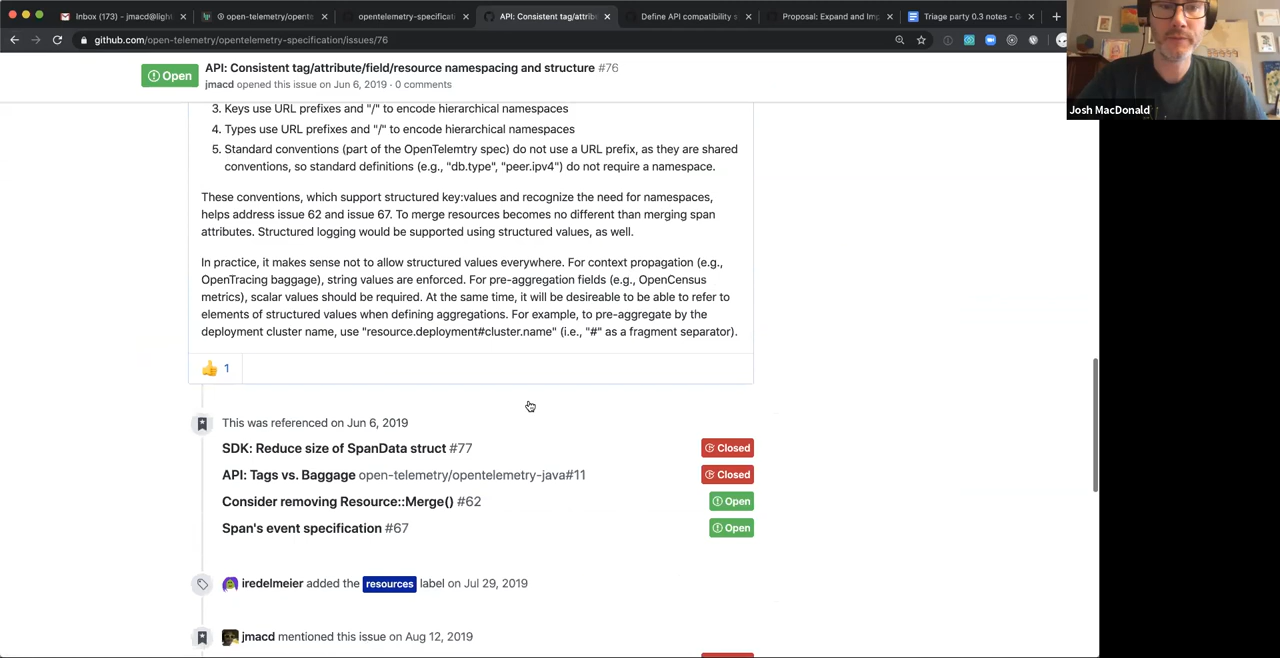 Inbox (173) - jmacd@light
open-telemetry/opente
opentelemetry-specificati
API: Consistent tag/attribute
Define API compatibility s
Proposal: Expand and Imp
Triage party 0.3 notes - G
github.com/open-telemetry/opentelemetry-specification/issues/76
Open
API: Consistent tag/attribute/field/resource namespacing and structure #76
jmacd opened this issue on Jun 6, 2019 · 0 comments
Josh MacDonald
3. Keys use URL prefixes and "/" to encode hierarchical namespaces
4. Types use URL prefixes and "/" to encode hierarchical namespaces
5. Standard conventions (part of the OpenTelemtry spec) do not use a URL prefix, as they are shared
conventions, so standard definitions (e.g., "db.type", "peer.ipv4") do not require a namespace.
These conventions, which support structured key:values and recognize the need for namespaces,
helps address issue 62 and issue 67. To merge resources becomes no different than merging span
attributes. Structured logging would be supported using structured values, as well.
In practice, it makes sense not to allow structured values everywhere. For context propagation (e.g.,
OpenTracing baggage), string values are enforced. For pre-aggregation fields (e.g., OpenCensus
metrics), scalar values should be required. At the same time, it will be desireable to be able to refer to
elements of structured values when defining aggregations. For example, to pre-aggregate by the
deployment cluster name, use "resource.deployment#cluster.name" (i.e., "#" as a fragment separator).
1
This was referenced on Jun 6, 2019
SDK: Reduce size of SpanData struct #77
Closed
API: Tags vs. Baggage open-telemetry/opentelemetry-java#11
Closed
Consider removing Resource::Merge() #62
Open
Span's event specification #67
Open
iredelmeier added the resources label on Jul 29, 2019
jmacd mentioned this issue on Aug 12, 2019